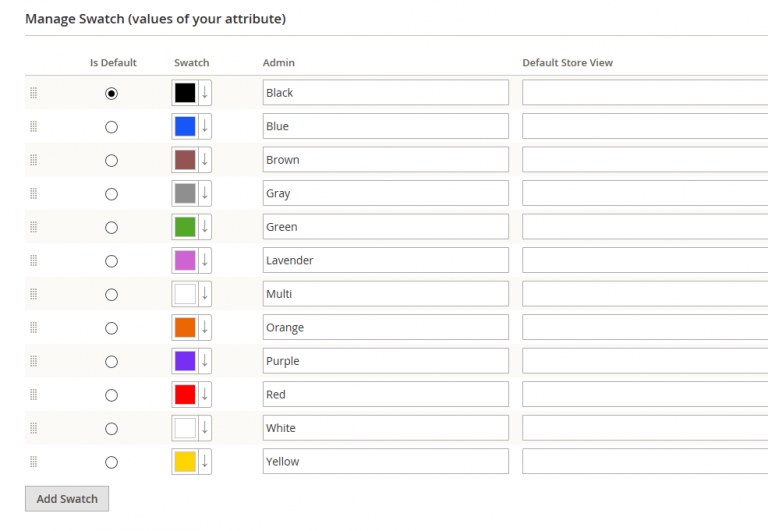 Manage Swatch (values of your attribute)
Is Default Swatch Admin Default Store View
Black
Blue
Brown
Gray
Green
Lavender
Multi
Orange
Purple
Red
White
Yellow
Add Swatch